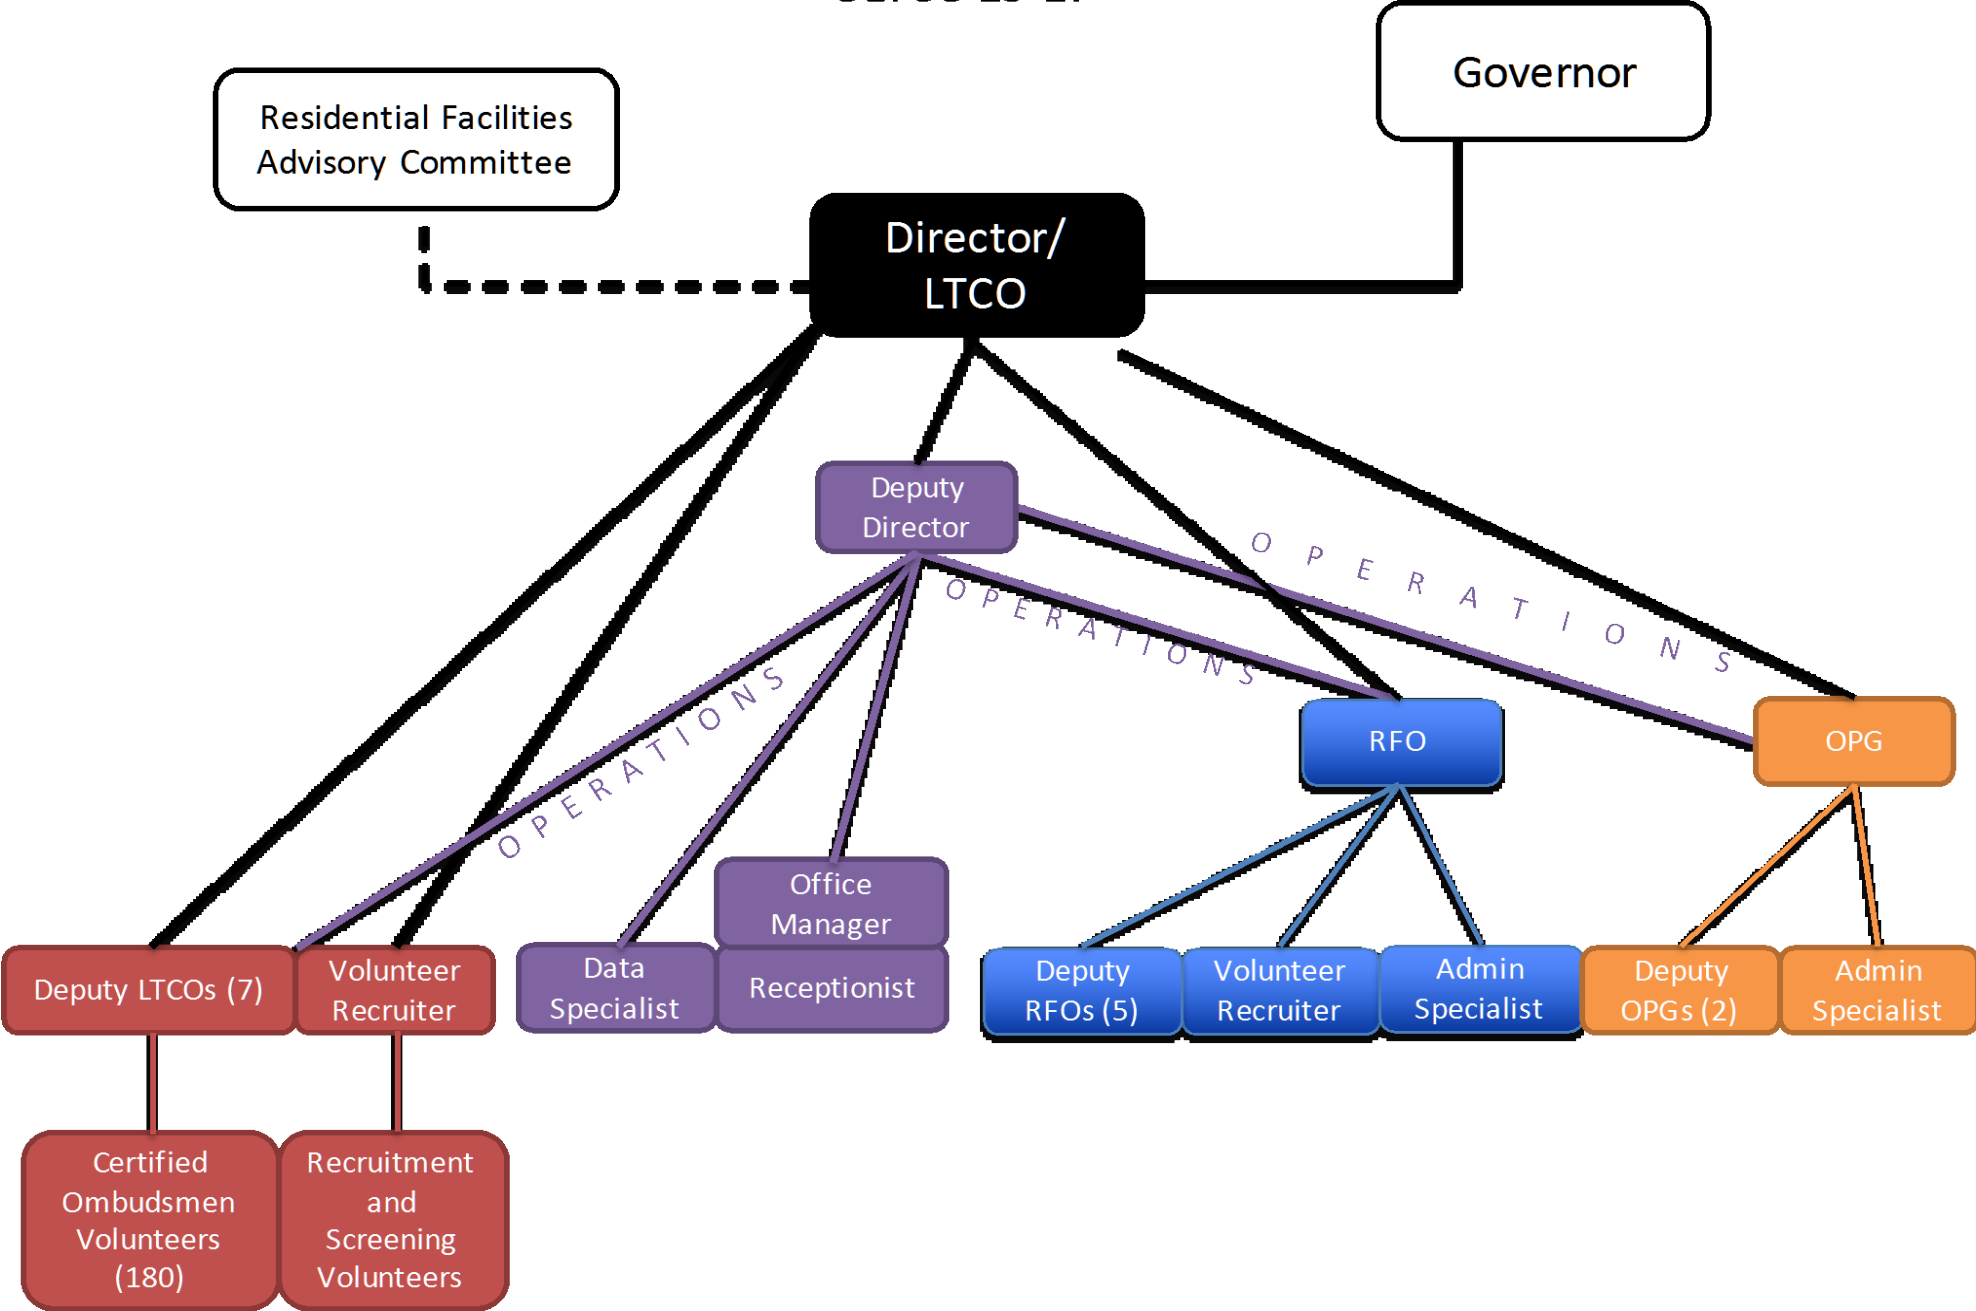 Governor
Residential Facilities
Advisory Committee
Director/
LTCO
Deputy
Director
OPERATIONS
OPERATIONS
OPERATIONS
RFO
OPG
Office
Manager
Deputy LTCOs (7)
Volunteer
Recruiter
Data
Specialist
Receptionist
Deputy
RFOs (5)
Volunteer
Recruiter
Admin
Specialist
Deputy
OPGs (2)
Admin
Specialist
Certified
Ombudsmen
Volunteers
(180)
Recruitment
and
Screening
Volunteers